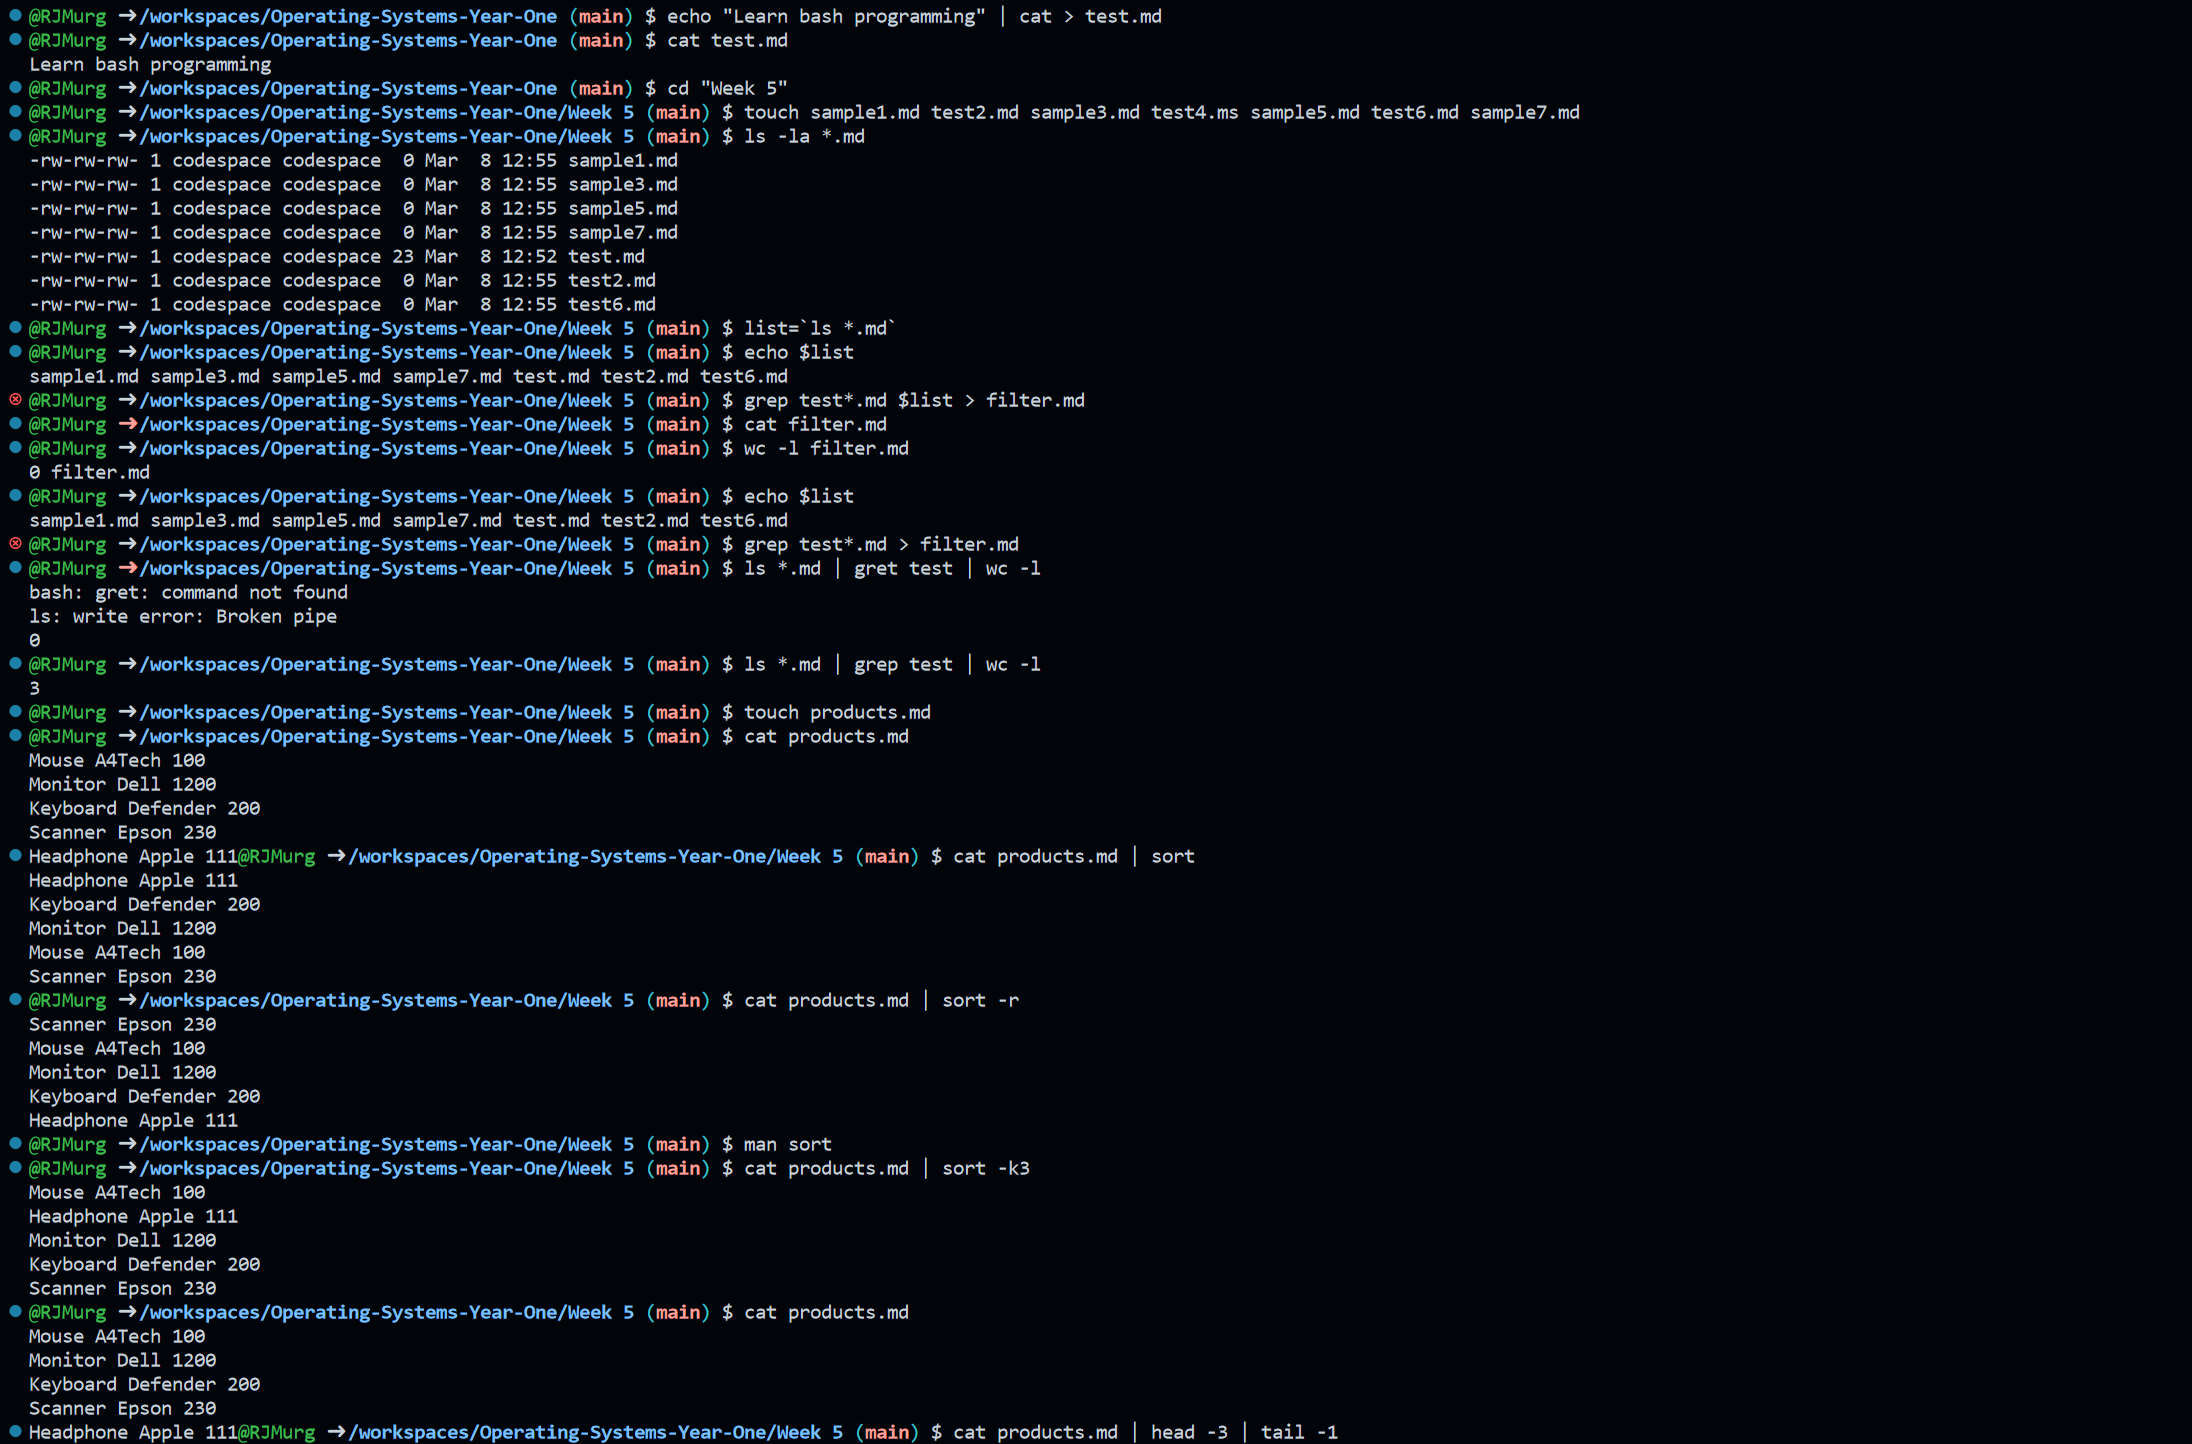 @RJMurg ➜/workspaces/Operating-Systems-Year-One (main) $ echo "Learn bash programming" | cat > test.md
@RJMurg ➜/workspaces/Operating-Systems-Year-One (main) $ cat test.md
Learn bash programming
@RJMurg ➜/workspaces/Operating-Systems-Year-One (main) $ cd "Week 5"
@RJMurg ➜/workspaces/Operating-Systems-Year-One/Week 5 (main) $ touch sample1.md test2.md sample3.md test4.ms sample5.md test6.md sample7.md
@RJMurg ➜/workspaces/Operating-Systems-Year-One/Week 5 (main) $ ls -la *.md
-rw-rw-rw- 1 codespace codespace  0 Mar  8 12:55 sample1.md
-rw-rw-rw- 1 codespace codespace  0 Mar  8 12:55 sample3.md
-rw-rw-rw- 1 codespace codespace  0 Mar  8 12:55 sample5.md
-rw-rw-rw- 1 codespace codespace  0 Mar  8 12:55 sample7.md
-rw-rw-rw- 1 codespace codespace 23 Mar  8 12:52 test.md
-rw-rw-rw- 1 codespace codespace  0 Mar  8 12:55 test2.md
-rw-rw-rw- 1 codespace codespace  0 Mar  8 12:55 test6.md
@RJMurg ➜/workspaces/Operating-Systems-Year-One/Week 5 (main) $ list=`ls *.md`
@RJMurg ➜/workspaces/Operating-Systems-Year-One/Week 5 (main) $ echo $list
sample1.md sample3.md sample5.md sample7.md test.md test2.md test6.md
@RJMurg ➜/workspaces/Operating-Systems-Year-One/Week 5 (main) $ grep test*.md $list > filter.md
@RJMurg ➜/workspaces/Operating-Systems-Year-One/Week 5 (main) $ cat filter.md
@RJMurg ➜/workspaces/Operating-Systems-Year-One/Week 5 (main) $ wc -l filter.md
0 filter.md
@RJMurg ➜/workspaces/Operating-Systems-Year-One/Week 5 (main) $ echo $list
sample1.md sample3.md sample5.md sample7.md test.md test2.md test6.md
@RJMurg ➜/workspaces/Operating-Systems-Year-One/Week 5 (main) $ grep test*.md > filter.md
@RJMurg ➜/workspaces/Operating-Systems-Year-One/Week 5 (main) $ ls *.md | gret test | wc -l
bash: gret: command not found
ls: write error: Broken pipe
0
@RJMurg ➜/workspaces/Operating-Systems-Year-One/Week 5 (main) $ ls *.md | grep test | wc -l
3
@RJMurg ➜/workspaces/Operating-Systems-Year-One/Week 5 (main) $ touch products.md
@RJMurg ➜/workspaces/Operating-Systems-Year-One/Week 5 (main) $ cat products.md
Mouse A4Tech 100
Monitor Dell 1200
Keyboard Defender 200
Scanner Epson 230
Headphone Apple 111@RJMurg ➜/workspaces/Operating-Systems-Year-One/Week 5 (main) $ cat products.md | sort
Headphone Apple 111
Keyboard Defender 200
Monitor Dell 1200
Mouse A4Tech 100
Scanner Epson 230
@RJMurg ➜/workspaces/Operating-Systems-Year-One/Week 5 (main) $ cat products.md | sort -r
Scanner Epson 230
Mouse A4Tech 100
Monitor Dell 1200
Keyboard Defender 200
Headphone Apple 111
@RJMurg ➜/workspaces/Operating-Systems-Year-One/Week 5 (main) $ man sort
@RJMurg ➜/workspaces/Operating-Systems-Year-One/Week 5 (main) $ cat products.md | sort -k3
Mouse A4Tech 100
Headphone Apple 111
Monitor Dell 1200
Keyboard Defender 200
Scanner Epson 230
@RJMurg ➜/workspaces/Operating-Systems-Year-One/Week 5 (main) $ cat products.md
Mouse A4Tech 100
Monitor Dell 1200
Keyboard Defender 200
Scanner Epson 230
Headphone Apple 111@RJMurg ➜/workspaces/Operating-Systems-Year-One/Week 5 (main) $ cat products.md | head -3 | tail -1